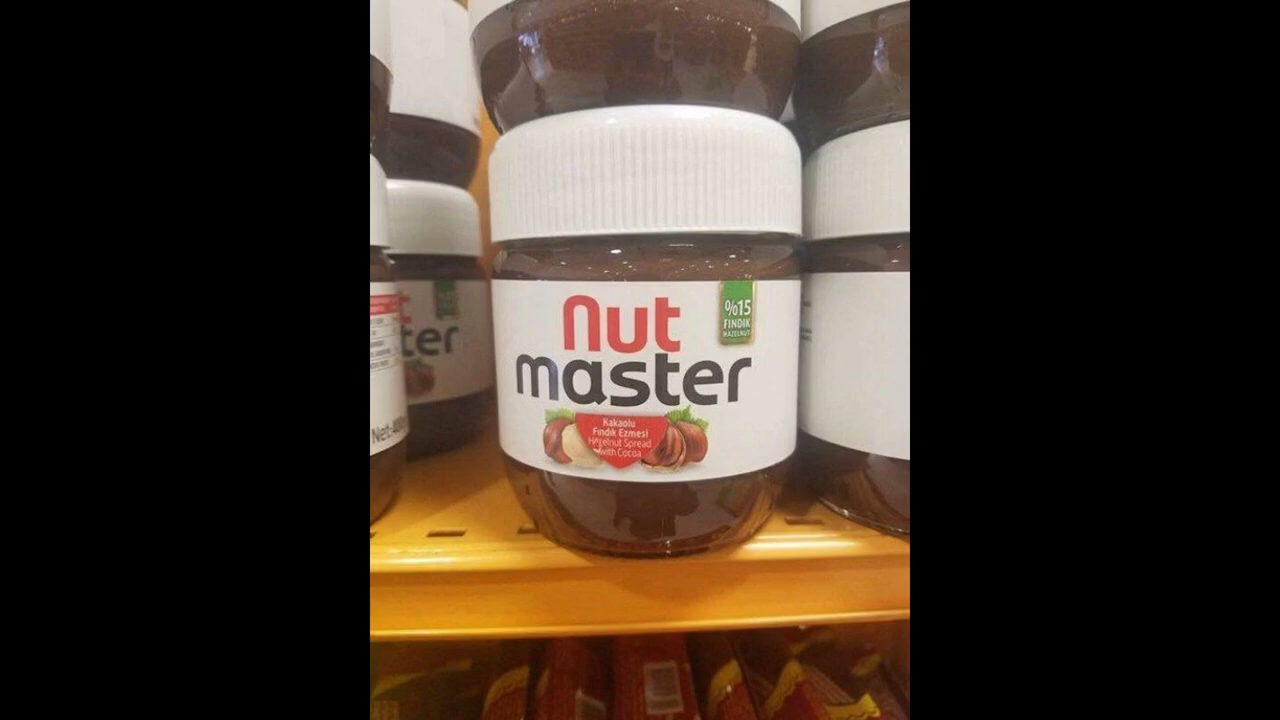 nut
master
%15
FINDIK
HAZELNUT
Kakaolu
Fındık Ezmesi
Hazelnut Spread
with Cocoa
ter
Net: